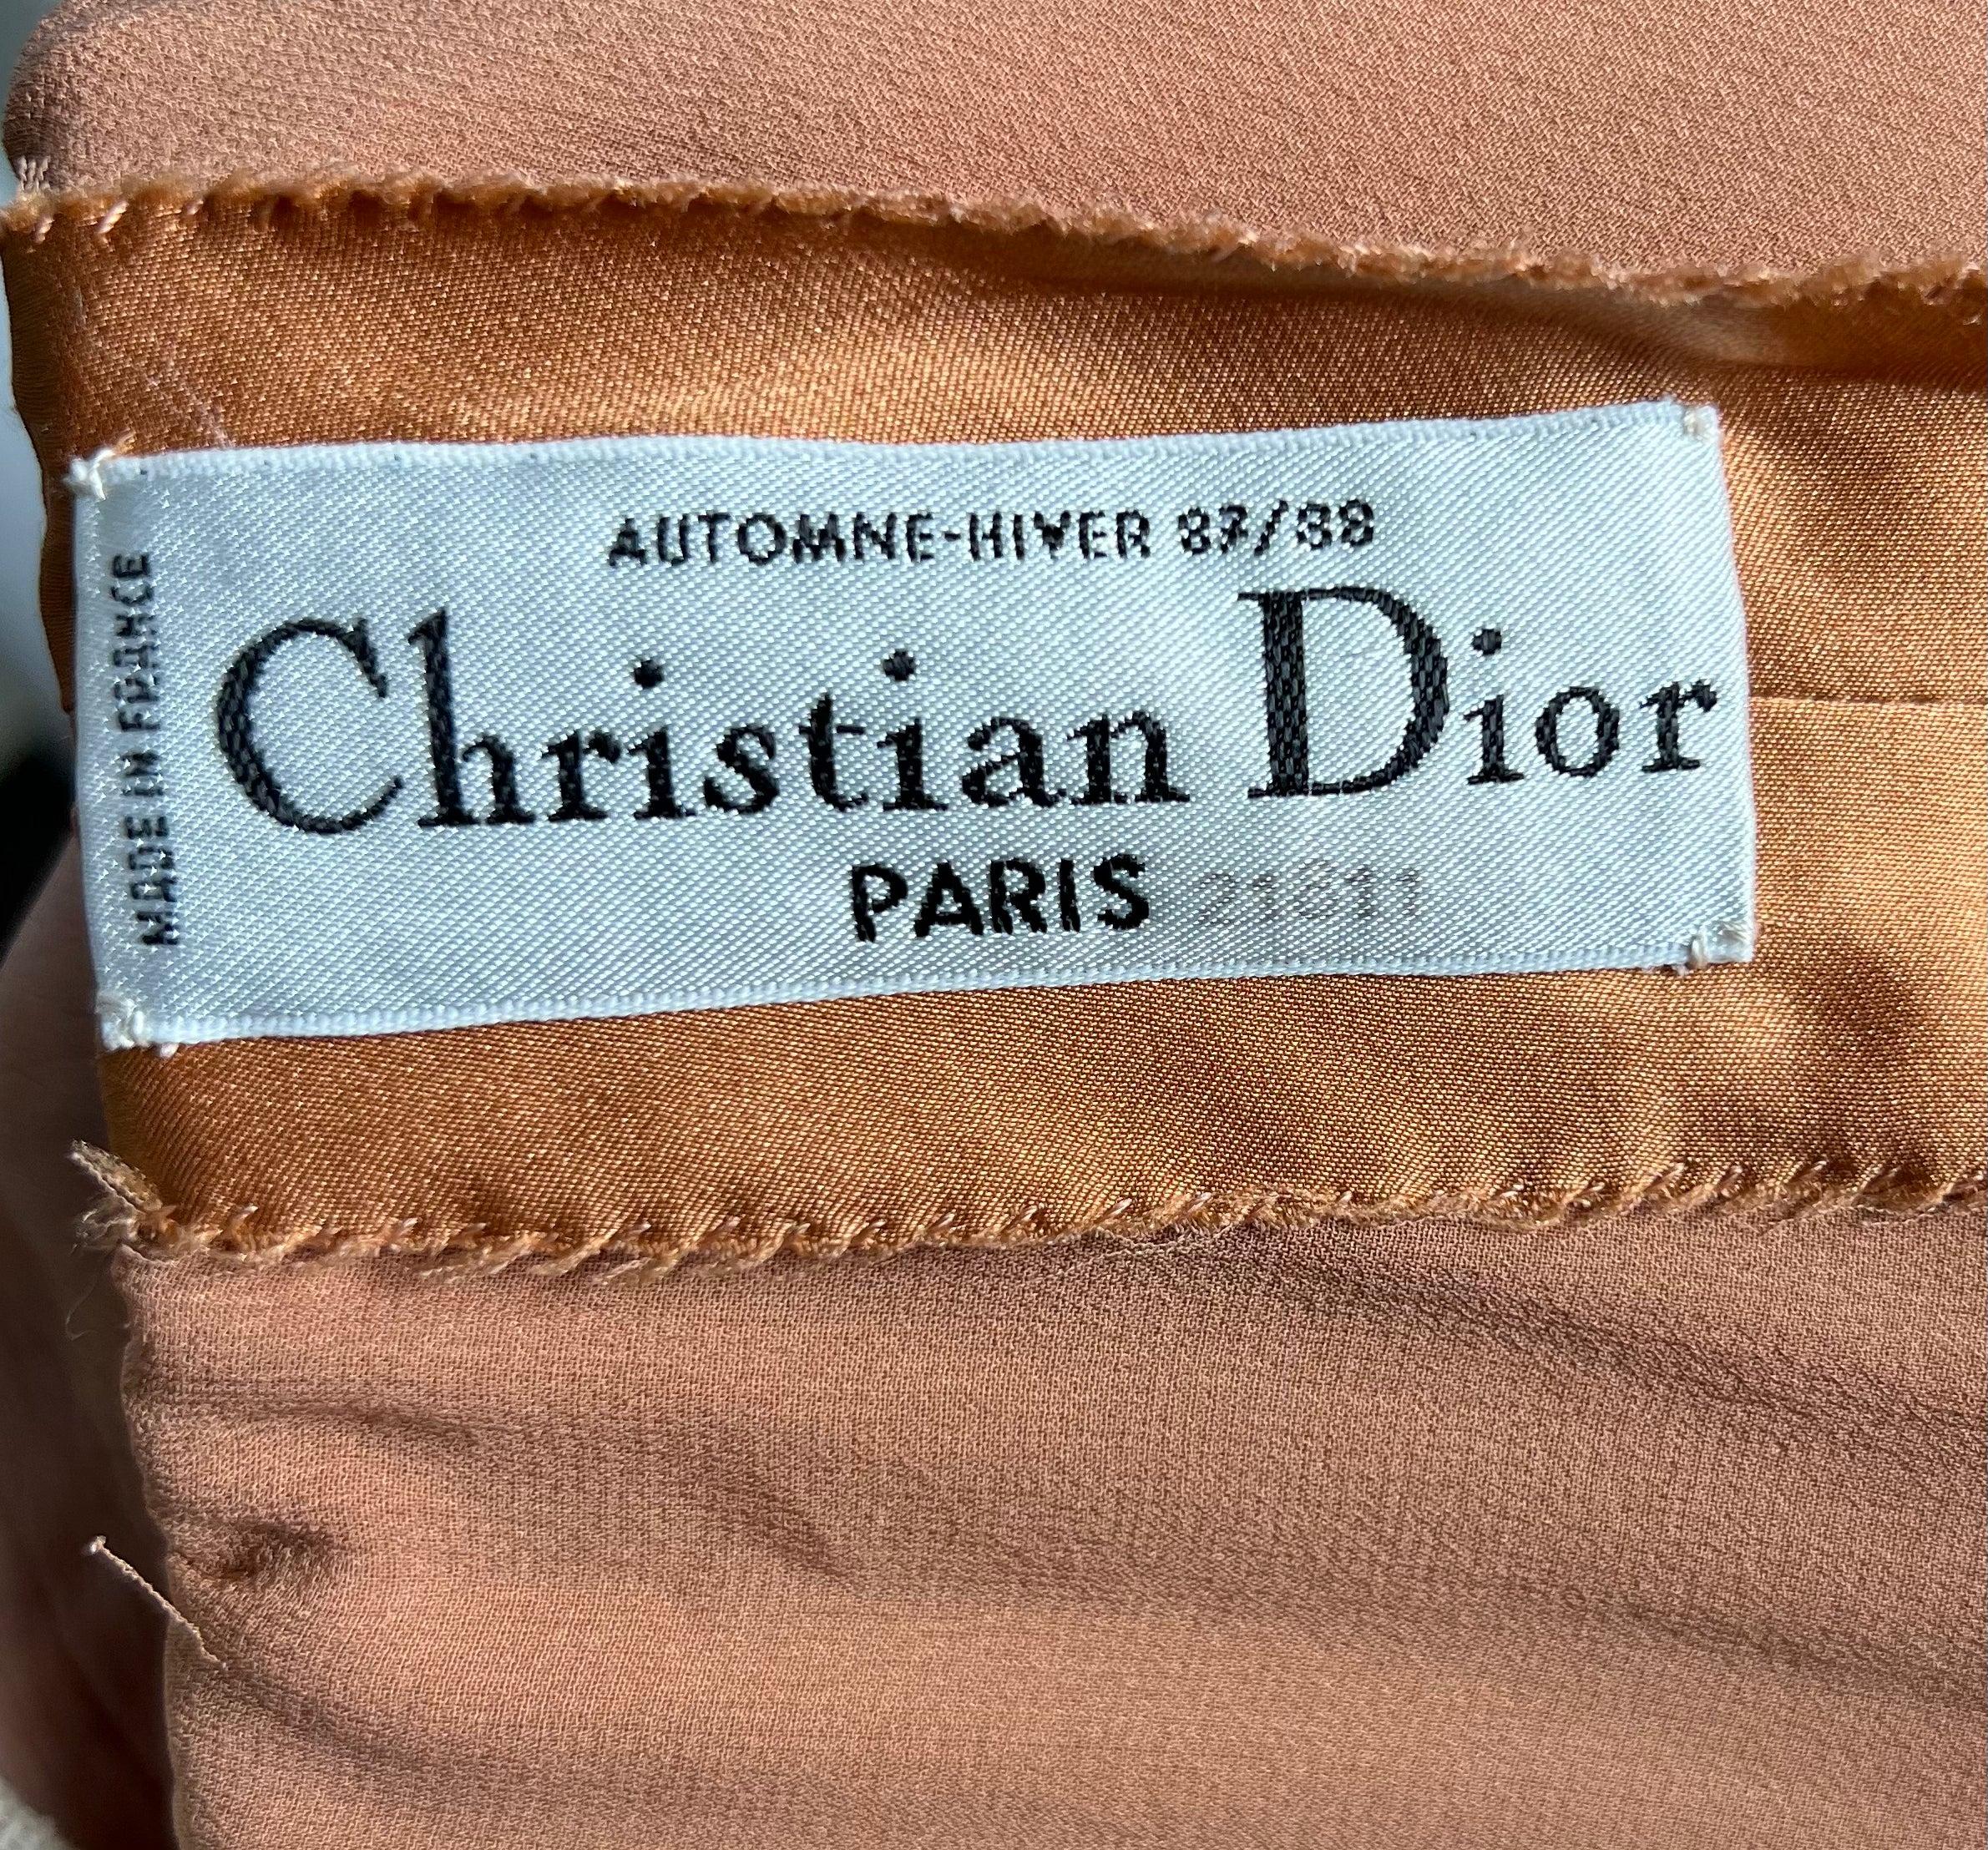 AUTOMNE-HIVER 87/88
Christian Dior
PARIS
MADE IN FRANCE